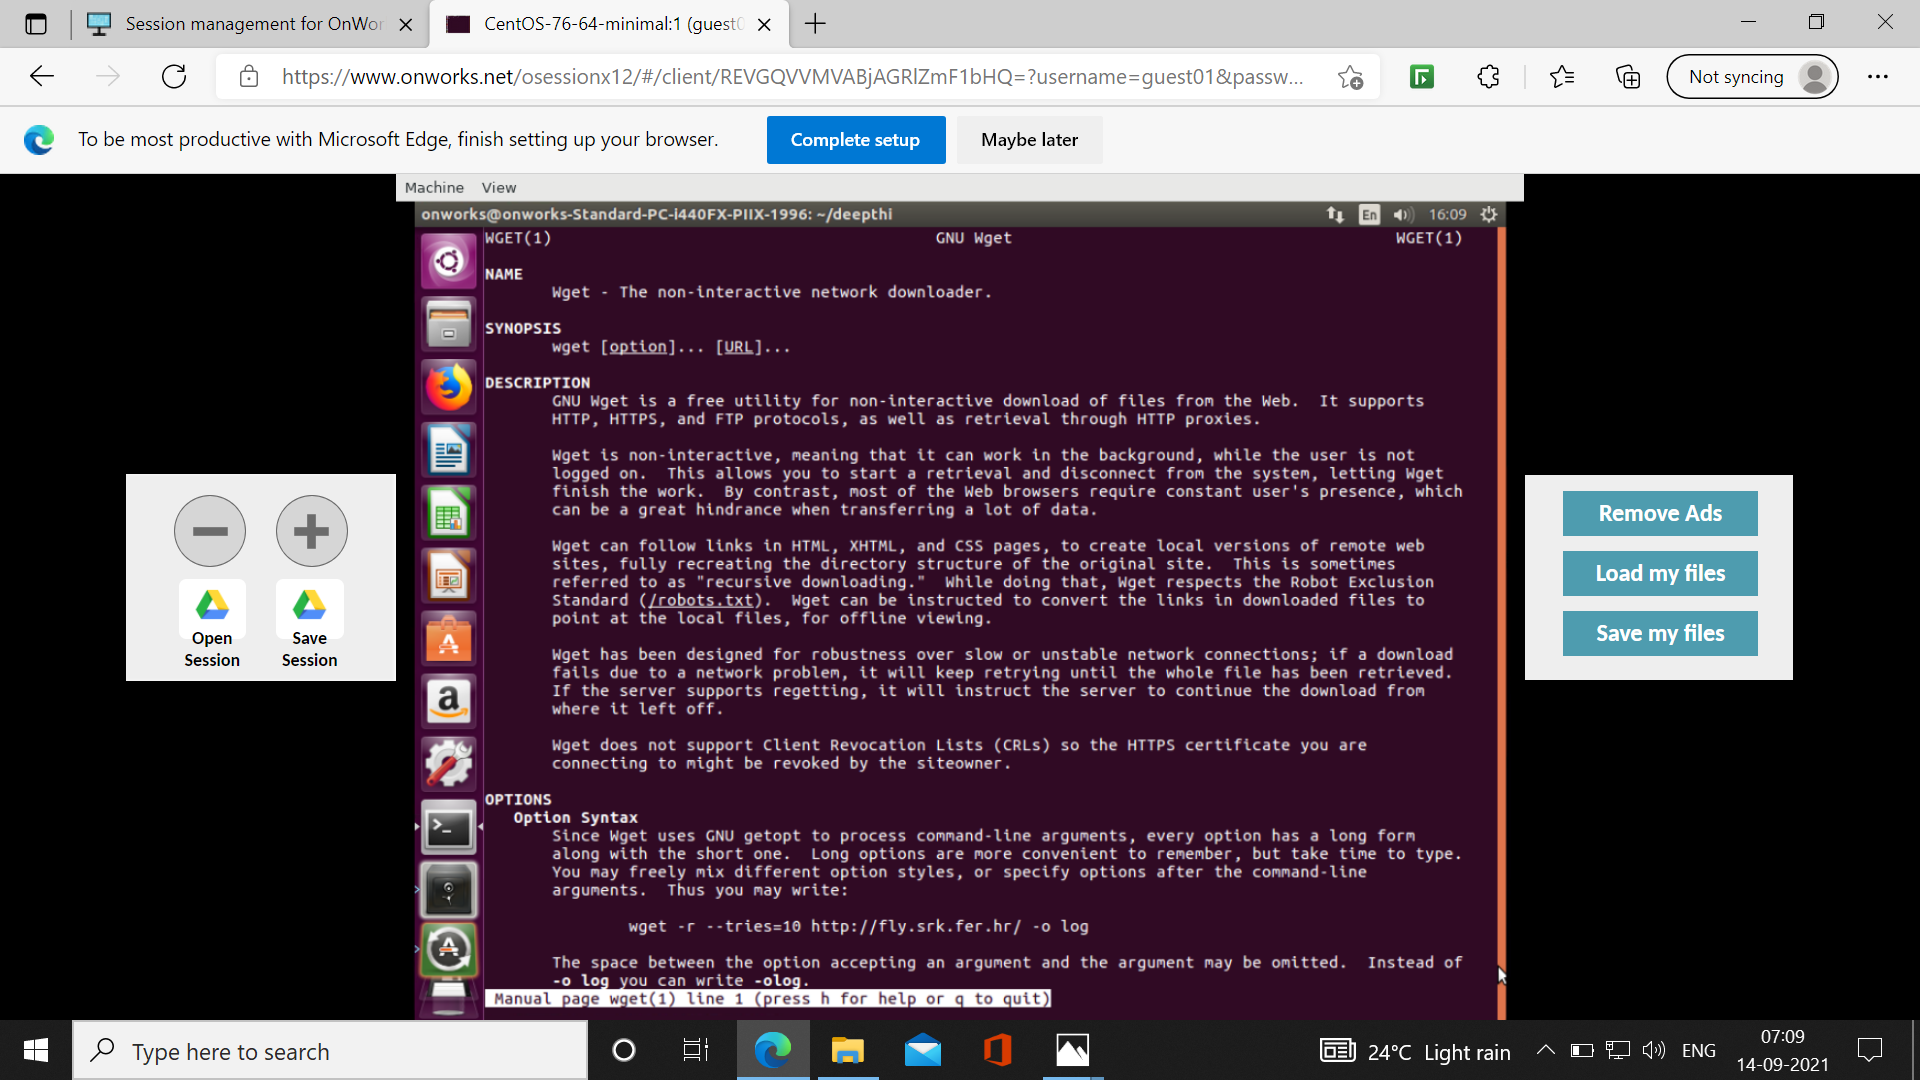 Session management for OnWor
CentOS-76-64-minimal:1 (guest0
https://www.onworks.net/osessionx12/#/client/REVGQVVMVABjAGRlZmF1bHQ=?username=guest01&passw...
Not syncing
To be most productive with Microsoft Edge, finish setting up your browser.
Complete setup
Maybe later
Machine View
onworks@onworks-Standard-PC-i440FX-PIIX-1996: ~/deepthi
En
16:09
WGET(1) GNU Wget WGET(1)
NAME
Wget - The non-interactive network downloader.
SYNOPSIS
wget [option]... [URL]...
DESCRIPTION
GNU Wget is a free utility for non-interactive download of files from the Web. It supports
HTTP, HTTPS, and FTP protocols, as well as retrieval through HTTP proxies.
Wget is non-interactive, meaning that it can work in the background, while the user is not
logged on. This allows you to start a retrieval and disconnect from the system, letting Wget
finish the work. By contrast, most of the Web browsers require constant user's presence, which
can be a great hindrance when transferring a lot of data.
Wget can follow links in HTML, XHTML, and CSS pages, to create local versions of remote web
sites, fully recreating the directory structure of the original site. This is sometimes
referred to as "recursive downloading." While doing that, Wget respects the Robot Exclusion
Standard (/robots.txt). Wget can be instructed to convert the links in downloaded files to
point at the local files, for offline viewing.
Wget has been designed for robustness over slow or unstable network connections; if a download
fails due to a network problem, it will keep retrying until the whole file has been retrieved.
If the server supports regetting, it will instruct the server to continue the download from
where it left off.
Wget does not support Client Revocation Lists (CRLs) so the HTTPS certificate you are
connecting to might be revoked by the siteowner.
OPTIONS
Option Syntax
Since Wget uses GNU getopt to process command-line arguments, every option has a long form
along with the short one. Long options are more convenient to remember, but take time to type.
You may freely mix different option styles, or specify options after the command-line
arguments. Thus you may write:
wget -r --tries=10 http://fly.srk.fer.hr/ -o log
The space between the option accepting an argument and the argument may be omitted. Instead of
-o log you can write -olog.
Manual page wget(1) line 1 (press h for help or q to quit)
Open
Session
Save
Session
Remove Ads
Load my files
Save my files
Type here to search
24°C Light rain
ENG
07:09
14-09-2021